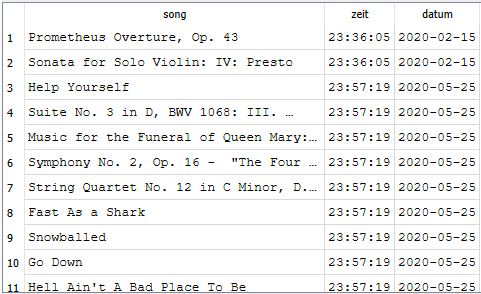 song zeit datum
1 Prometheus Overture, Op. 43 23:36:05 2020-02-15
2 Sonata for Solo Violin: IV: Presto 23:36:05 2020-02-15
3 Help Yourself 23:57:19 2020-05-25
4 Suite No. 3 in D, BWV 1068: III. … 23:57:19 2020-05-25
5 Music for the Funeral of Queen Mary:… 23:57:19 2020-05-25
6 Symphony No. 2, Op. 16 -  "The Four … 23:57:19 2020-05-25
7 String Quartet No. 12 in C Minor, D.… 23:57:19 2020-05-25
8 Fast As a Shark 23:57:19 2020-05-25
9 Snowballed 23:57:19 2020-05-25
10 Go Down 23:57:19 2020-05-25
11 Hell Ain't A Bad Place To Be 23:57:19 2020-05-25